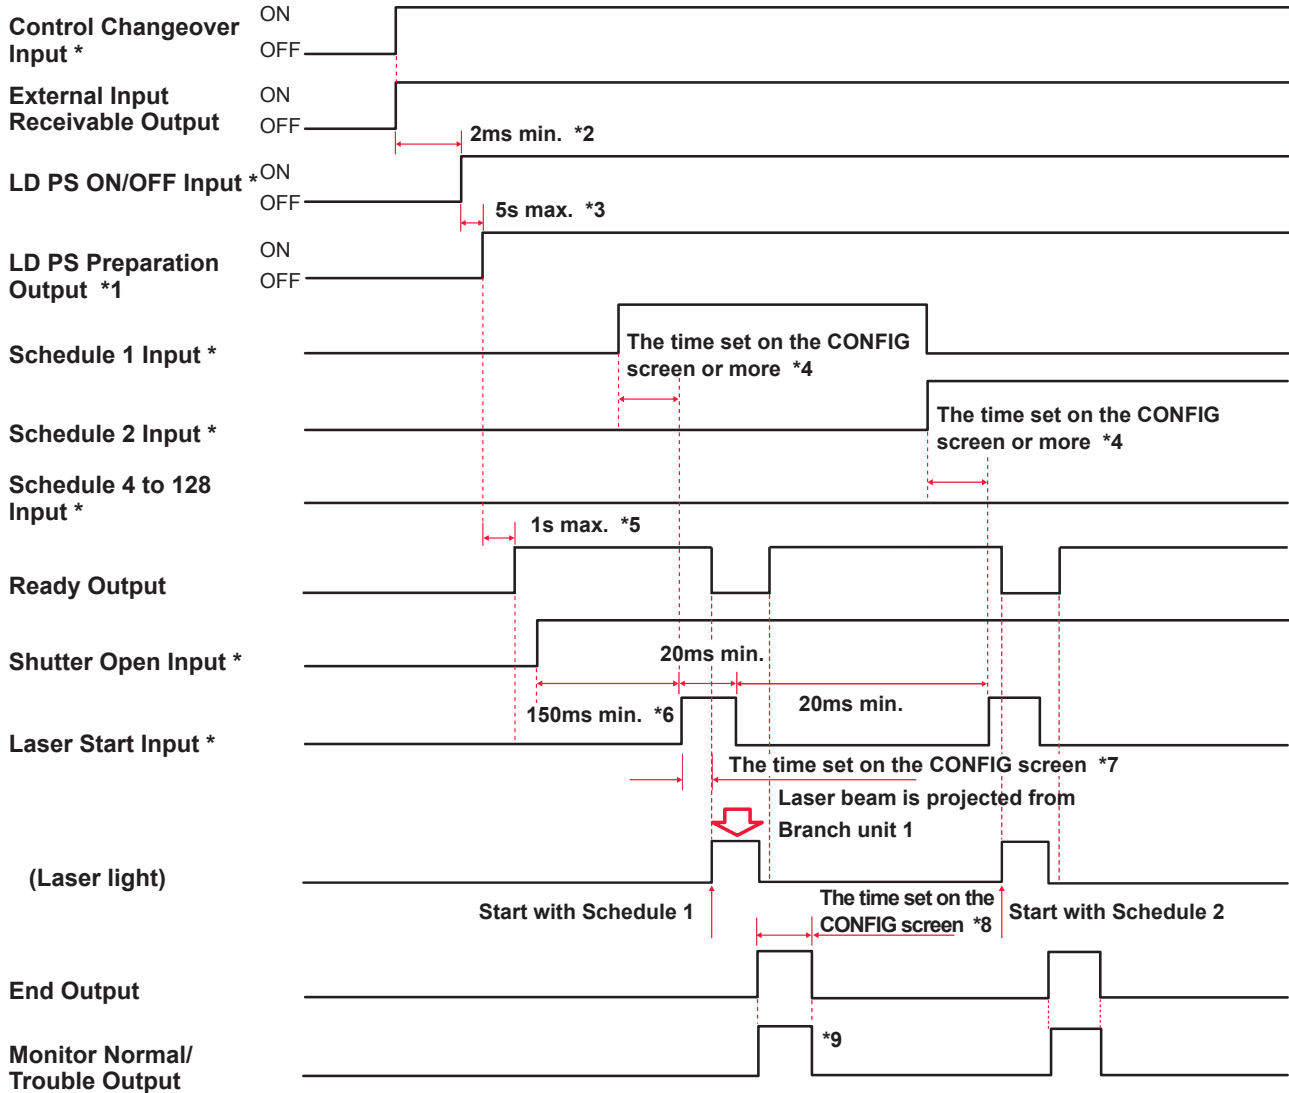 Control Changeover
Input *
ON
OFF
External Input
Receivable Output
ON
OFF
2ms min. *2
LD PS ON/OFF Input *
ON
OFF
5s max. *3
LD PS Preparation
Output *1
ON
OFF
Schedule 1 Input *
The time set on the CONFIG
screen or more *4
Schedule 2 Input *
The time set on the CONFIG
screen or more *4
Schedule 4 to 128
Input *
1s max. *5
Ready Output
Shutter Open Input *
20ms min.
150ms min. *6
20ms min.
Laser Start Input *
The time set on the CONFIG screen *7
Laser beam is projected from
Branch unit 1
(Laser light)
Start with Schedule 1
The time set on the
CONFIG screen *8
Start with Schedule 2
End Output
*9
Monitor Normal/
Trouble Output